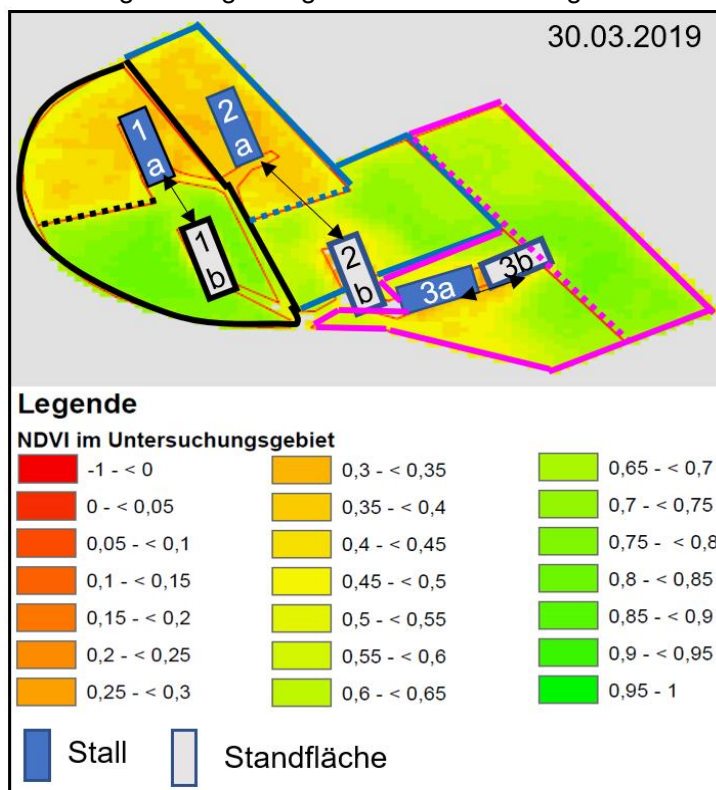 30.03.2019
1 a
2 a
1 b
2 b
3a
3b
Legende
NDVI im Untersuchungsgebiet
-1 - < 0
0 - < 0,05
0,05 - < 0,1
0,1 - < 0,15
0,15 - < 0,2
0,2 - < 0,25
0,25 - < 0,3
0,3 - < 0,35
0,35 - < 0,4
0,4 - < 0,45
0,45 - < 0,5
0,5 - < 0,55
0,55 - < 0,6
0,6 - < 0,65
0,65 - < 0,7
0,7 - < 0,75
0,75 - < 0,8
0,8 - < 0,85
0,85 - < 0,9
0,9 - < 0,95
0,95 - 1
Stall
Standfläche